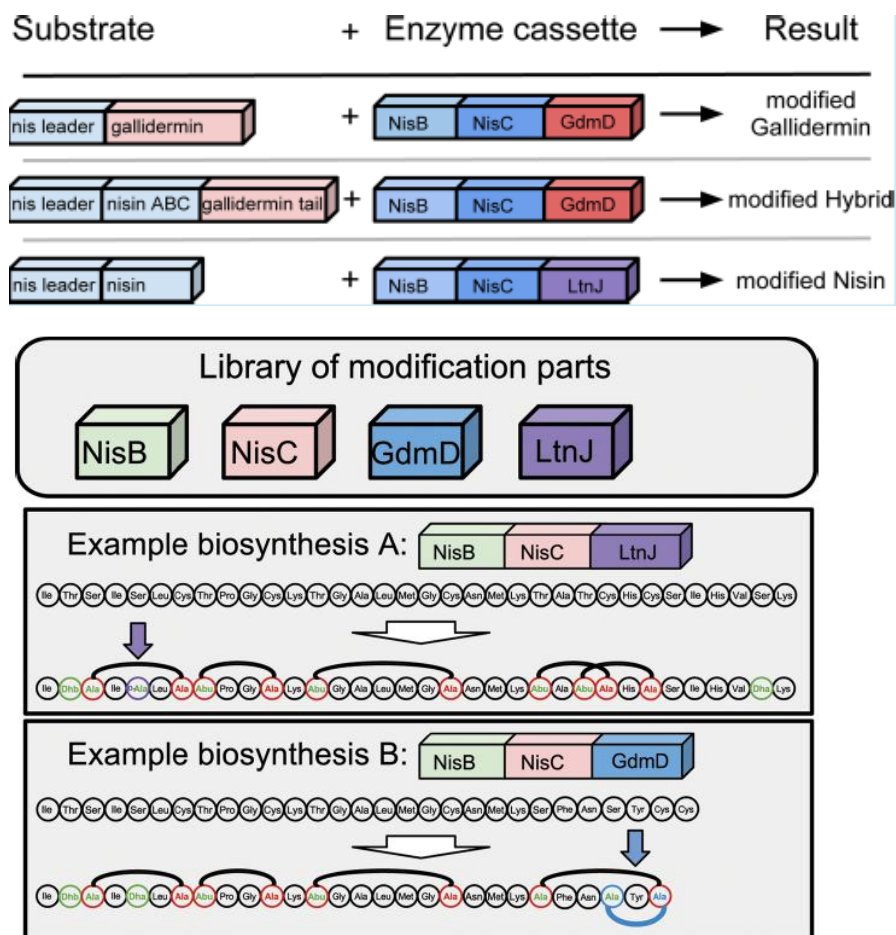 Substrate + Enzyme cassette Result
nis leader gallidermin + NisB NisC GdmD modified Gallidermin
nis leader nisin ABC gallidermin tail + NisB NisC GdmD modified Hybrid
nis leader nisin + NisB NisC LtnJ modified Nisin
Library of modification parts
NisB NisC GdmD LtnJ
Example biosynthesis A: NisB NisC LtnJ
Ile Thr Ser Ile Ser Leu Cys Thr Pro Gly Cys Lys Thr Gly Ala Leu Met Gly Cys Asn Met Lys Thr Ala Thr Cys His Cys Ser Ile His Val Ser Lys
Ile Dhb Ala Ile D-Ala Leu Ala Abu Pro Gly Ala Lys Abu Gly Ala Leu Met Gly Ala Asn Met Lys Abu Ala Abu Ala His Ala Ser Ile His Val Dha Lys
Example biosynthesis B: NisB NisC GdmD
Ile Thr Ser Ile Ser Leu Cys Thr Pro Gly Cys Lys Thr Gly Ala Leu Met Gly Cys Asn Met Lys Ser Phe Asn Ser Tyr Cys Cys
Ile Dhb Ala Ile Dha Leu Ala Abu Pro Gly Ala Lys Abu Gly Ala Leu Met Gly Ala Asn Met Lys Ala Phe Asn Ala Tyr Ala